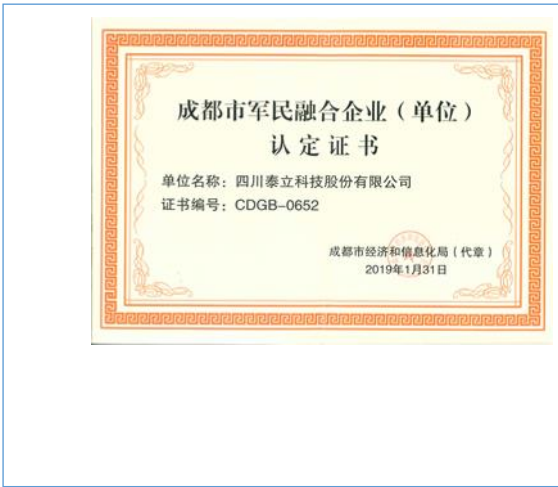 成都市军民融合企业（单位）
认定证书
单位名称：四川泰立科技股份有限公司
证书编号：CDGB-0652
成都市经济和信息化局（代章）
2019年1月31日